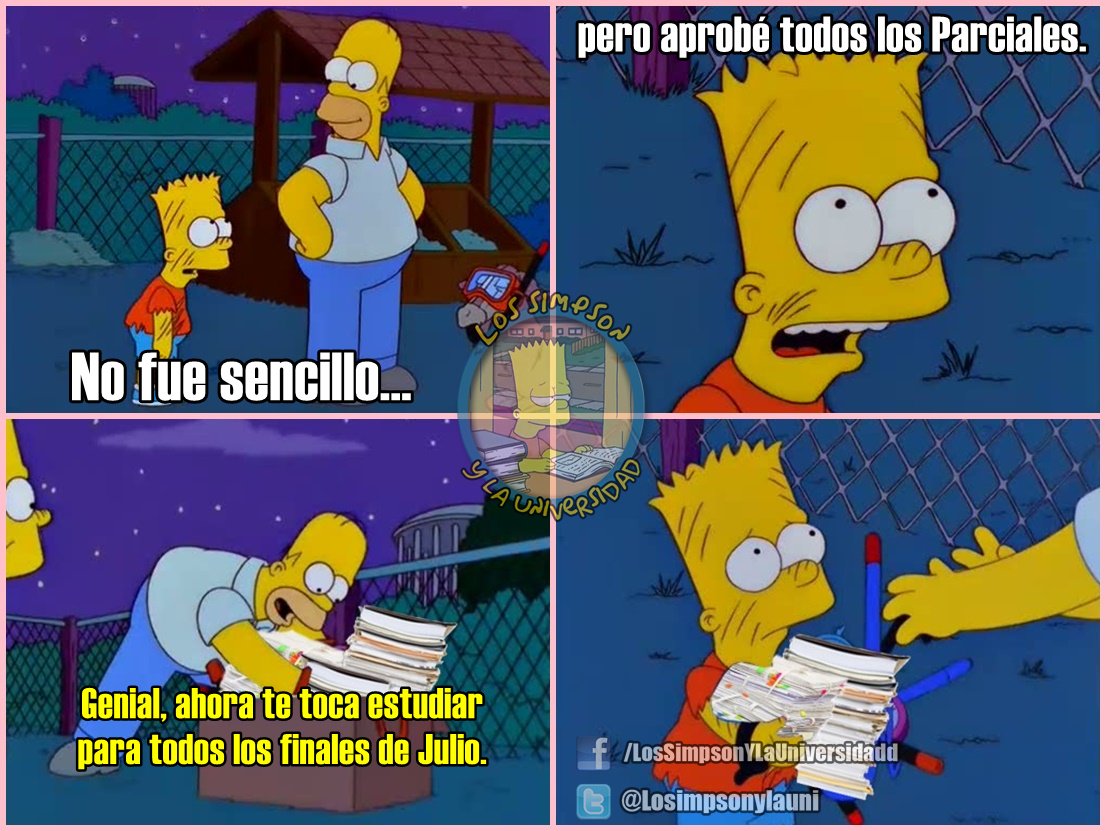 No fue sencillo...
pero aprobé todos los Parciales.
LOS SIMPSON
Y LA UNIVERSIDAD
Genial, ahora te toca estudiar
para todos los finales de Julio.
/LosSimpsonYLaUniversidadd
@Losimpsonylauni